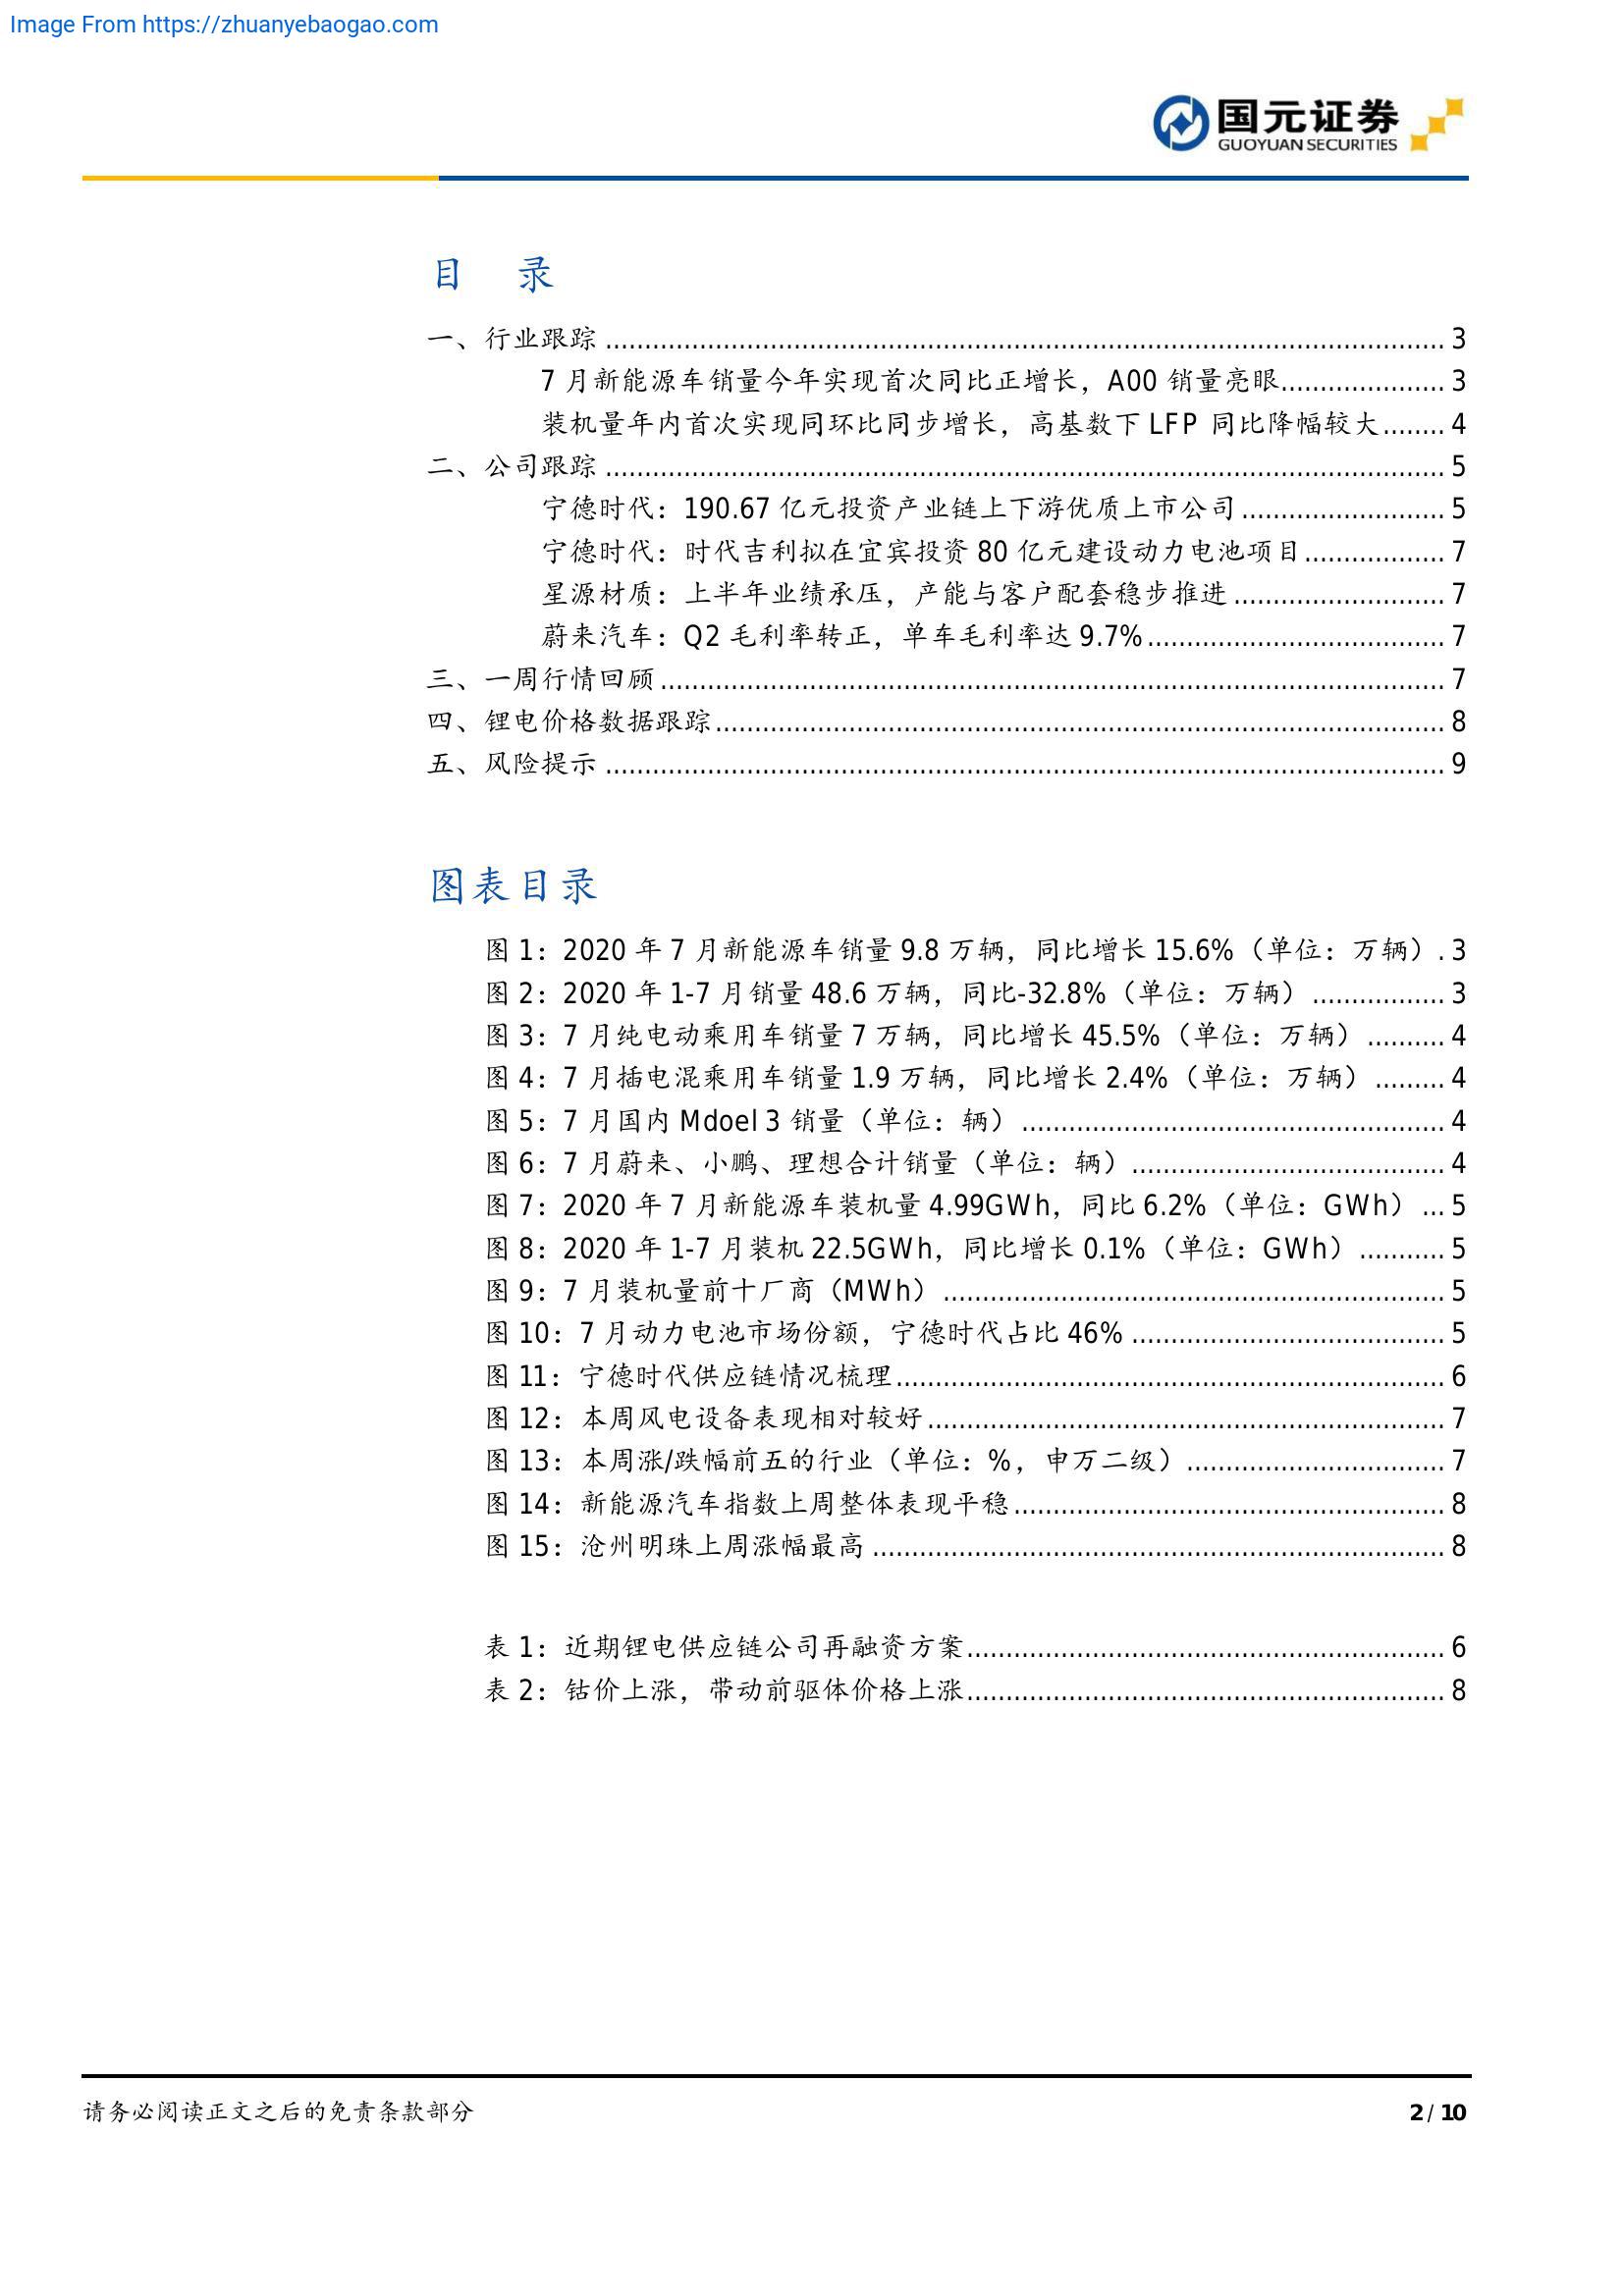 Image From https://zhuanyebaogao.com
国元证券
GUOYUAN SECURITIES
目 录
一、行业跟踪 ........ 3
7 月新能源车销量今年实现首次同比正增长，A00 销量亮眼........ 3
装机量年内首次实现同环比同步增长，高基数下 LFP 同比降幅较大........ 4
二、公司跟踪 ........ 5
宁德时代：190.67 亿元投资产业链上下游优质上市公司 ........ 5
宁德时代：时代吉利拟在宜宾投资 80 亿元建设动力电池项目........ 7
星源材质：上半年业绩承压，产能与客户配套稳步推进 ........ 7
蔚来汽车：Q2 毛利率转正，单车毛利率达 9.7%........ 7
三、一周行情回顾 ........ 7
四、锂电价格数据跟踪........ 8
五、风险提示 ........ 9
图表目录
图 1：2020 年 7 月新能源车销量 9.8 万辆，同比增长 15.6%（单位：万辆）. 3
图 2：2020 年 1-7 月销量 48.6 万辆，同比-32.8%（单位：万辆） ........ 3
图 3：7 月纯电动乘用车销量 7 万辆，同比增长 45.5%（单位：万辆） ........ 4
图 4：7 月插电混乘用车销量 1.9 万辆，同比增长 2.4%（单位：万辆） ........ 4
图 5：7 月国内 Mdoel 3 销量（单位：辆） ........ 4
图 6：7 月蔚来、小鹏、理想合计销量（单位：辆） ........ 4
图 7：2020 年 7 月新能源车装机量 4.99GWh，同比 6.2%（单位：GWh） ... 5
图 8：2020 年 1-7 月装机 22.5GWh，同比增长 0.1%（单位：GWh） ........ 5
图 9：7 月装机量前十厂商（MWh） ........ 5
图 10：7 月动力电池市场份额，宁德时代占比 46% ........ 5
图 11：宁德时代供应链情况梳理........ 6
图 12：本周风电设备表现相对较好........ 7
图 13：本周涨/跌幅前五的行业（单位：%，申万二级）........ 7
图 14：新能源汽车指数上周整体表现平稳........ 8
图 15：沧州明珠上周涨幅最高 ........ 8
表 1：近期锂电供应链公司再融资方案........ 6
表 2：钴价上涨，带动前驱体价格上涨........ 8
请务必阅读正文之后的免责条款部分
2 / 10